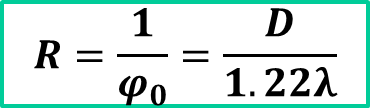 R = 1/φ₀ = D/1.22λ